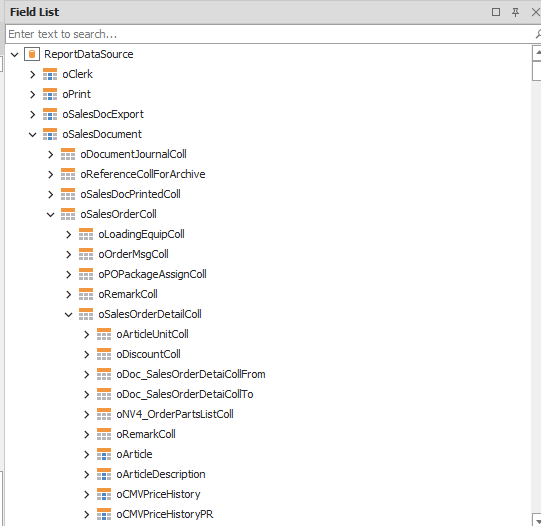 Field List
Enter text to search...
ReportDataSource
oClerk
oPrint
oSalesDocExport
oSalesDocument
oDocumentJournalColl
oReferenceCollForArchive
oSalesDocPrintedColl
oSalesOrderColl
oLoadingEquipColl
oOrderMsgColl
oPOPackageAssignColl
oRemarkColl
oSalesOrderDetailColl
oArticleUnitColl
oDiscountColl
oDoc_SalesOrderDetaiCollFrom
oDoc_SalesOrderDetaiCollTo
oNV4_OrderPartsListColl
oRemarkColl
oArticle
oArticleDescription
oCMVPriceHistory
oCMVPriceHistoryPR